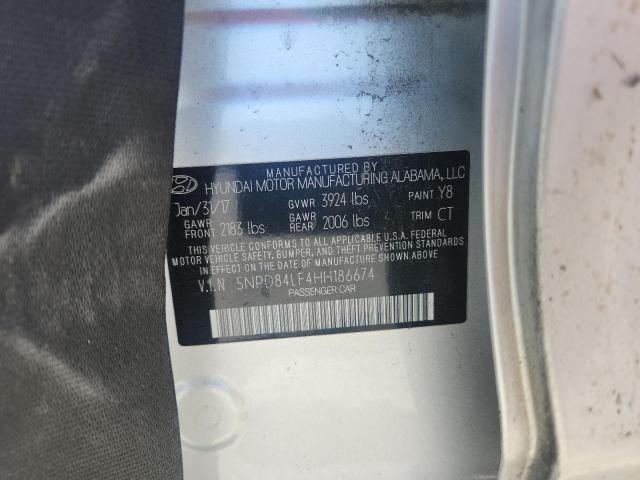 MANUFACTURED BY
HYUNDAI MOTOR MANUFACTURING ALABAMA, LLC
Jan/31/17 GVWR 3924 lbs PAINT Y8
GAWR FRONT 2183 lbs GAWR REAR 2006 lbs TRIM CT
THIS VEHICLE CONFORMS TO ALL APPLICABLE U.S.A. FEDERAL
MOTOR VEHICLE SAFETY, BUMPER, AND THEFT PREVENTION STANDARDS
IN EFFECT ON THE DATE OF MANUFACTURE SHOWN ABOVE.
V.I.N 5NPD84LF4HH186674
PASSENGER CAR